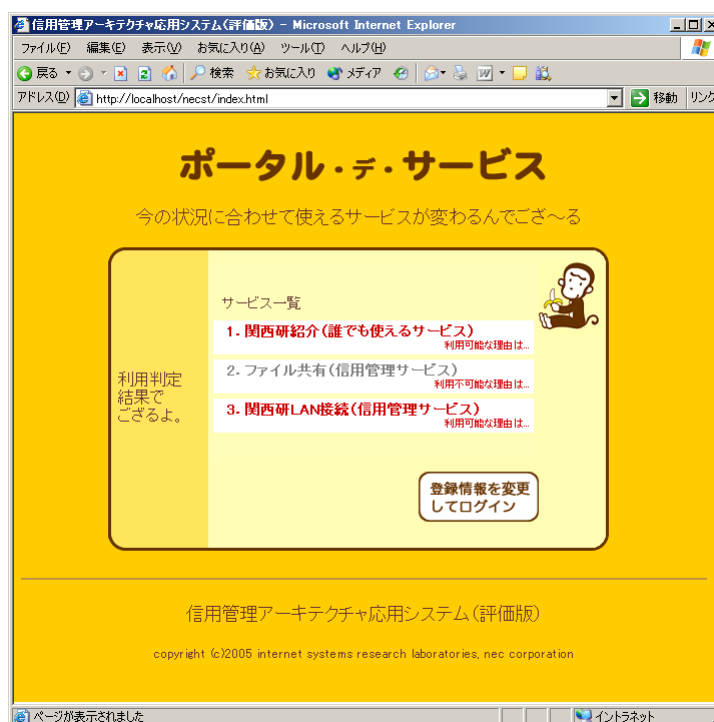 信用管理アーキテクチャ応用システム(評価版) - Microsoft Internet Explorer
ファイル(F) 編集(E) 表示(V) お気に入り(A) ツール(T) ヘルプ(H)
戻る 検索 お気に入り メディア
アドレス(D) http://localhost/necst/index.html 移動 リンク
ポータル・デ・サービス
今の状況に合わせて使えるサービスが変わるんでござ~る
サービス一覧
1. 関西研紹介(誰でも使えるサービス)
利用可能な理由は...
2. ファイル共有(信用管理サービス)
利用不可能な理由は...
3. 関西研LAN接続(信用管理サービス)
利用可能な理由は...
利用判定
結果で
ござるよ。
登録情報を変更
してログイン
信用管理アーキテクチャ応用システム(評価版)
copyright (c)2005 internet systems research laboratories, nec corporation
ページが表示されました イントラネット